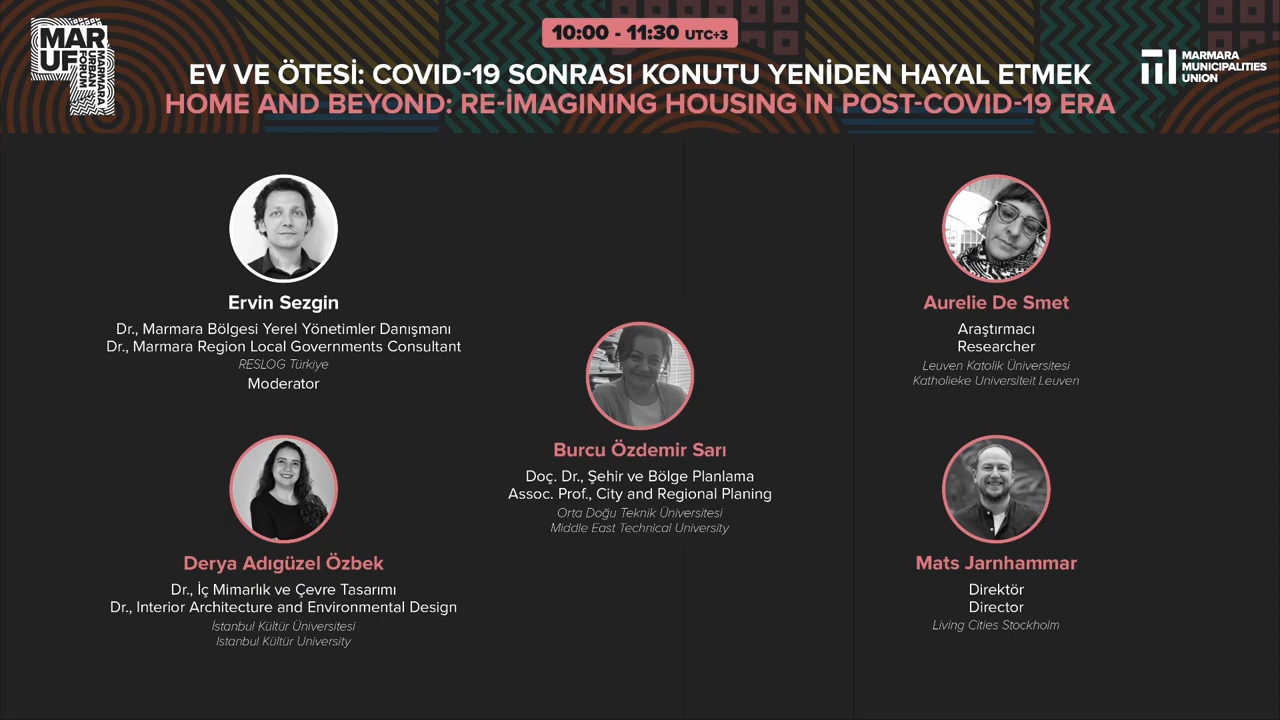 MAR
UF
MARMARA
URBAN
FORUM
10:00 - 11:30 UTC+3
EV VE ÖTESİ: COVID-19 SONRASI KONUTU YENİDEN HAYAL ETMEK
HOME AND BEYOND: RE-İMAGINING HOUSING IN POST-COVID-19 ERA
MARMARA
MUNICIPALITIES
UNION
Ervin Sezgin
Dr., Marmara Bölgesi Yerel Yönetimler Danışmanı
Dr., Marmara Region Local Governments Consultant
RESLOG Türkiye
Moderator
Aurelie De Smet
Araştırmacı
Researcher
Leuven Katolik Üniversitesi
Katholieke Universiteit Leuven
Burcu Özdemir Sarı
Doç. Dr., Şehir ve Bölge Planlama
Assoc. Prof., City and Regional Planing
Orta Doğu Teknik Üniversitesi
Middle East Technical University
Derya Adıgüzel Özbek
Dr., İç Mimarlık ve Çevre Tasarımı
Dr., Interior Architecture and Environmental Design
İstanbul Kültür Üniversitesi
Istanbul Kültür University
Mats Jarnhammar
Direktör
Director
Living Cities Stockholm